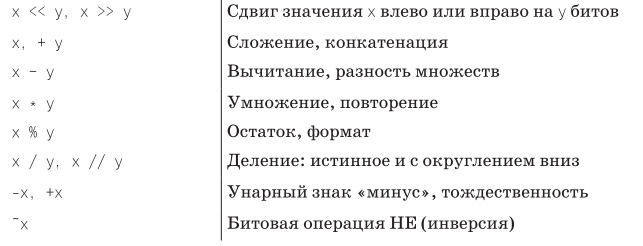 x << y, x >> y Сдвиг значения x влево или вправо на y битов
x, + y Сложение, конкатенация
x – y Вычитание, разность множеств
x * y Умножение, повторение
x % y Остаток, формат
x / y, x // y Деление: истинное и с округлением вниз
-x, +x Унарный знак «минус», тождественность
~x Битовая операция НЕ (инверсия)